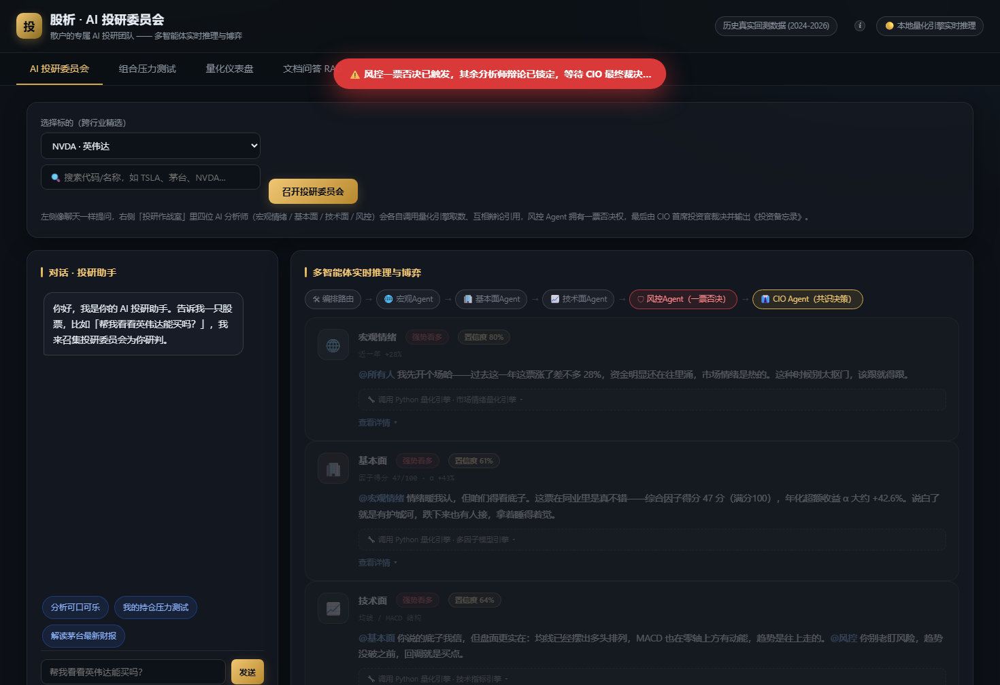 投
股析 · AI 投研委员会
散户的专属 AI 投研团队 —— 多智能体实时推理与博弈
历史真实回测数据 (2024-2026)
i
本地量化引擎实时推理
AI 投研委员会
组合压力测试
量化仪表盘
文档问答 RAG
风控一票否决已触发，其余分析师辩论已锁定，等待 CIO 最终裁决...
选择标的（跨行业精选）
NVDA · 英伟达
搜索代码/名称，如 TSLA、茅台、NVDA...
召开投研委员会
左侧像聊天一样提问，右侧「投研作战室」里四位 AI 分析师（宏观情绪 / 基本面 / 技术面 / 风控）会各自调用量化引擎取数、互相辩论引用，风控 Agent 拥有一票否决权，最后由 CIO 首席投资官裁决并输出《投资备忘录》。
对话 · 投研助手
你好，我是你的 AI 投研助手。告诉我一只股
票，比如「帮我看看英伟达能买吗？」，我
来召集投研委员会为你研判。
分析可口可乐
我的持仓压力测试
解读茅台最新财报
帮我看看英伟达能买吗？
发送
多智能体实时推理与博弈
编排路由 → 宏观Agent → 基本面Agent → 技术面Agent → 风控Agent（一票否决） → CIO Agent（共识决策）
宏观情绪 强势看多 置信度 80%
近一年 +28%
@所有人 我先开个场哈——过去这一年这票涨了差不多 28%，资金明显还在往里涌，市场情绪是热的。这种时候别太抠门，该跟就得跟。
调用 Python 量化引擎 · 市场情绪量化引擎
查看详情
基本面 强势看多 置信度 61%
因子得分 47/100 · α +43%
@宏观情绪 情绪暖我认，但咱们得看底子。这票在同业里是真不错——综合因子得分 47 分（满分100），年化超额收益 α 大约 +42.6%。说白了
就是有护城河，跌下来也有人接，拿着睡得着觉。
调用 Python 量化引擎 · 多因子模型引擎
查看详情
技术面 强势看多 置信度 64%
均线 / MACD 结构
@基本面 你说的底子我信，但盘面更实在：均线已经摆出多头排列，MACD 也在零轴上方有动能，趋势是往上走的。@风控 你别老盯风险，趋势
没破之前，回调就是买点。
调用 Python 量化引擎 · 技术指标引擎